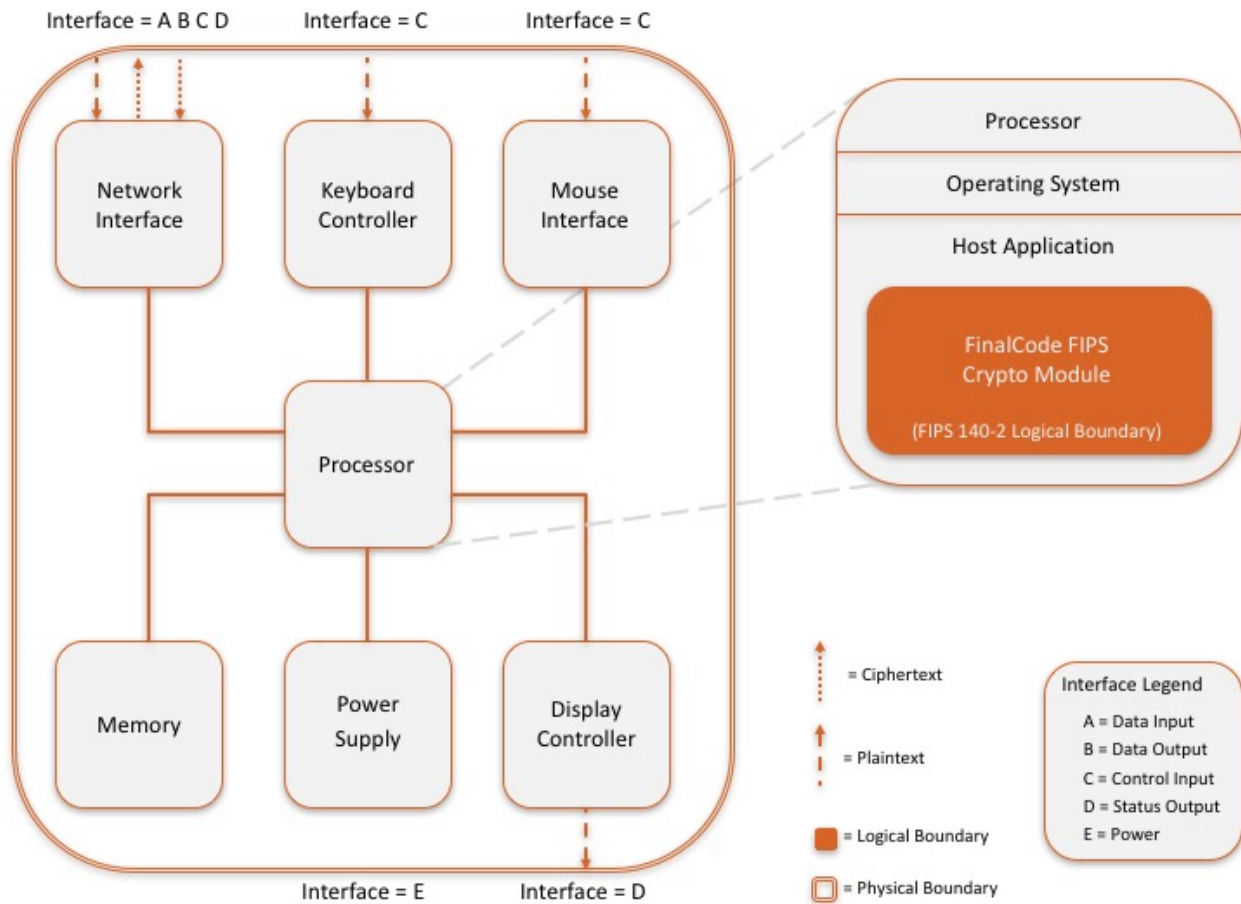 Interface = A B C D
Interface = C
Interface = C
Network
Interface
Keyboard
Controller
Mouse
Interface
Processor
Memory
Power
Supply
Display
Controller
Interface = E
Interface = D
Processor
Operating System
Host Application
FinalCode FIPS
Crypto Module
(FIPS 140-2 Logical Boundary)
= Ciphertext
= Plaintext
= Logical Boundary
= Physical Boundary
Interface Legend
A = Data Input
B = Data Output
C = Control Input
D = Status Output
E = Power